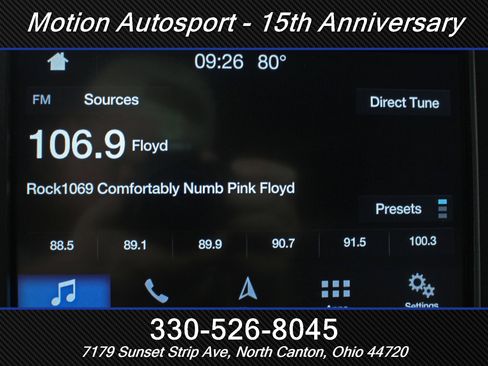 Motion Autosport - 15th Anniversary
09:26 80°
FM Sources Direct Tune
106.9 Floyd
Rock1069 Comfortably Numb Pink Floyd
Presets
88.5 89.1 89.9 90.7 91.5 100.3
Apps Settings
330-526-8045
7179 Sunset Strip Ave, North Canton, Ohio 44720